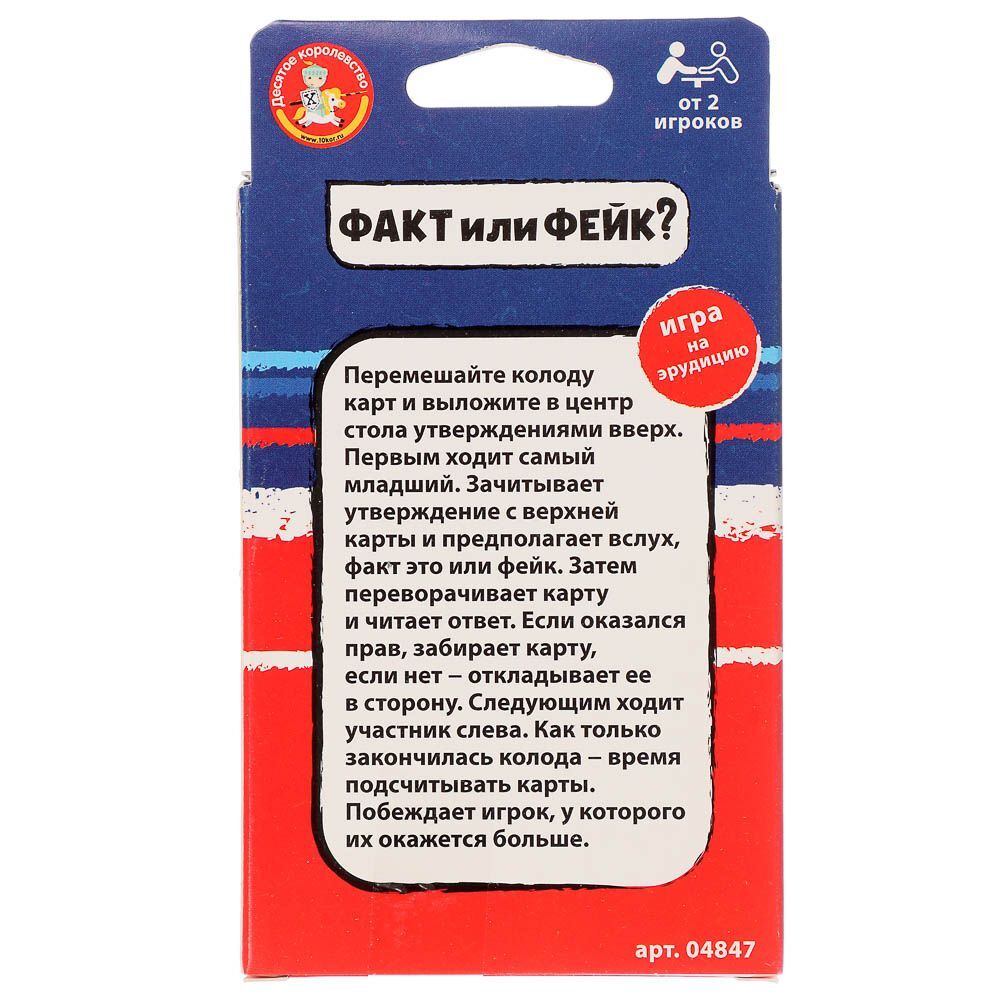 Десятое королевство
X
www.10kor.ru
от 2
игроков
ФАКТ или ФЕЙК?
игра
на
эрудицию
Перемешайте колоду
карт и выложите в центр
стола утверждениями вверх.
Первым ходит самый
младший. Зачитывает
утверждение с верхней
карты и предполагает вслух,
факт это или фейк. Затем
переворачивает карту
и читает ответ. Если оказался
прав, забирает карту,
если нет – откладывает ее
в сторону. Следующим ходит
участник слева. Как только
закончилась колода – время
подсчитывать карты.
Побеждает игрок, у которого
их окажется больше.
арт. 04847